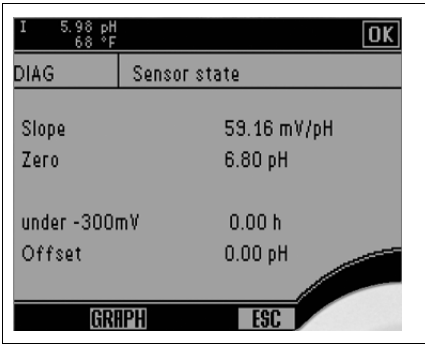 I 5.98 pH
68 °F
OK
DIAG Sensor state
Slope 59.16 mV/pH
Zero 6.80 pH
under -300mV 0.00 h
Offset 0.00 pH
GRAPH ESC